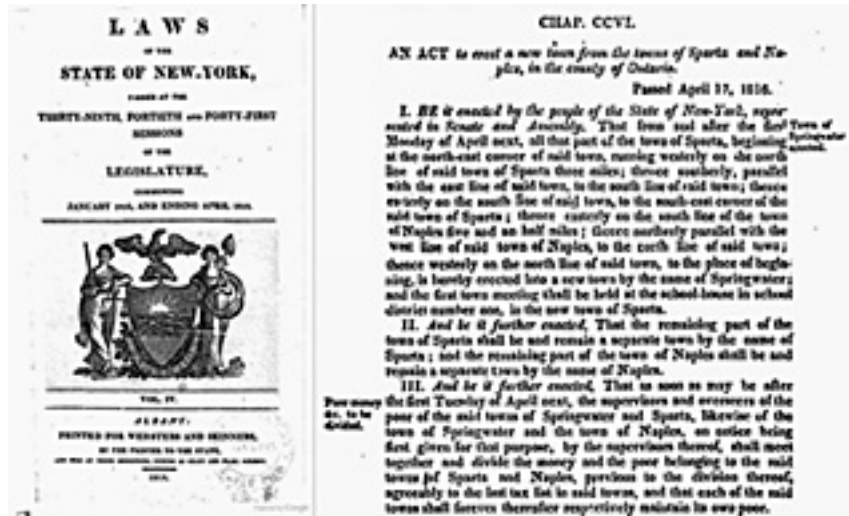 LAWS
OF THE
STATE OF NEW-YORK,
PASSED AT THE
THIRTY-NINTH, FORTIETH AND FORTY-FIRST
SESSIONS
OF THE
LEGISLATURE,
COMMENCING
JANUARY AND ENDING APRIL
VOL. IV.
ALBANY:
PRINTED FOR WEBSTERS AND SKINNERS,
CHAP. CCVI.
AN ACT to erect a new town from the towns of Sparta and Na-
ples, in the county of Ontario.
Passed April 17, 1816.
I. BE it enacted by the people of the State of New-York, repre-
sented in Senate and Assembly, That from and after the first
Town of
Springwater
erected.
Monday of April next, all that part of the town of Sparta, beginning
at the north-east corner of said town, running westerly on the north
line of said town of Sparta three miles; thence southerly, parallel
with the east line of said town, to the south line of said town; thence
easterly on the south line of said town, to the south-east corner of the
said town of Sparta; thence easterly on the south line of the town
of Naples five and an half miles; thence northerly parallel with the
west line of said town of Naples, to the north line of said town;
thence westerly on the north line of said town, to the place of begin-
ning, is hereby erected into a new town by the name of Springwater;
and the first town meeting shall be held at the school-house in school
district number one, in the new town of Sparta.
II. And be it further enacted, That the remaining part of the
town of Sparta shall be and remain a separate town by the name of
Sparta; and the remaining part of the town of Naples shall be and
remain a separate town by the name of Naples.
III. And be it further enacted, That as soon as may be after
Poor money
&c. to be
divided.
the first Tuesday of April next, the supervisors and overseers of the
poor of the said towns of Springwater and Sparta, likewise of the
town of Springwater and the town of Naples, on notice being
first given for that purpose, by the supervisors thereof, shall meet
together and divide the money and the poor belonging to the said
towns of Sparta and Naples, previous to the division thereof,
agreeably to the last tax list in said towns, and that each of the said
towns shall forever thereafter respectively maintain its own poor.